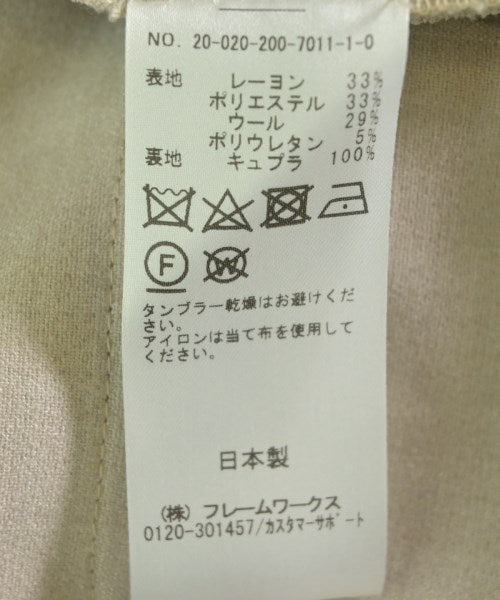 NO. 20-020-200-7011-1-0
表地 レーヨン 33%
ポリエステル 33%
ウール 29%
ポリウレタン 5%
裏地 キュプラ 100%
F W
タンブラー乾燥はお避けくだ
さい。
アイロンは当て布を使用して
ください。
日本製
(株) フレームワークス
0120-301457/カスタマーサポート